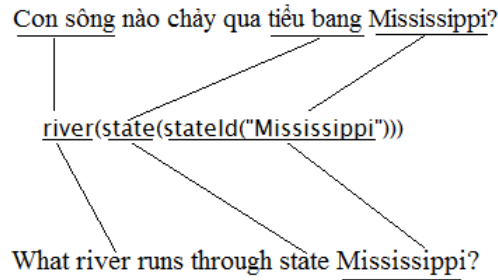 Con sông nào chảy qua tiểu bang Mississippi?
river(state(stateId("Mississippi")))
What river runs through state Mississippi?